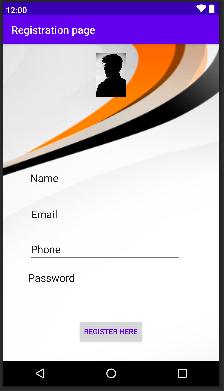 12:00
Registration page
Name
Email
Phone
Password
REGISTER HERE